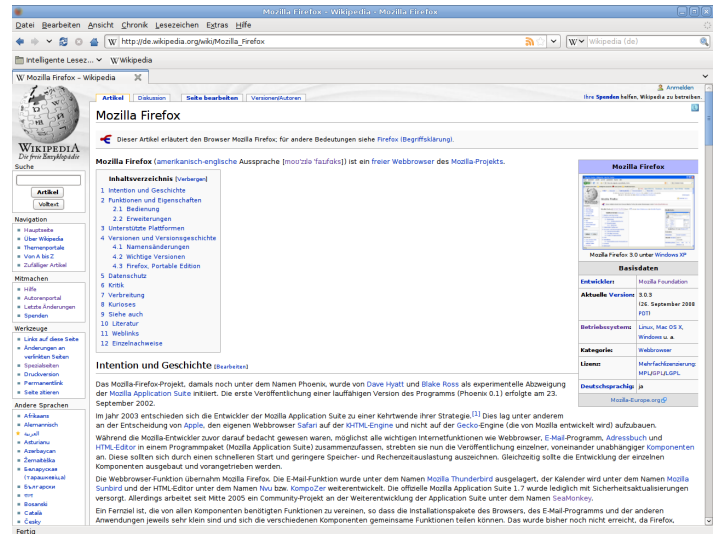 Mozilla Firefox – Wikipedia - Mozilla Firefox
Datei Bearbeiten Ansicht Chronik Lesezeichen Extras Hilfe
http://de.wikipedia.org/wiki/Mozilla_Firefox
Wikipedia (de)
Intelligente Lesez... Wikipedia
Mozilla Firefox – Wikipedia
Anmelden
Artikel Diskussion Seite bearbeiten Versionen/Autoren
Ihre Spenden helfen, Wikipedia zu betreiben.
Mozilla Firefox
Dieser Artikel erläutert den Browser Mozilla Firefox; für andere Bedeutungen siehe Firefox (Begriffsklärung).
Mozilla Firefox (amerikanisch-englische Aussprache [moʊˈzɪlə ˈfaɪɹfɑks]) ist ein freier Webbrowser des Mozilla-Projekts.
Inhaltsverzeichnis [Verbergen]
1 Intention und Geschichte
2 Funktionen und Eigenschaften
2.1 Bedienung
2.2 Erweiterungen
3 Unterstützte Plattformen
4 Versionen und Versionsgeschichte
4.1 Namensänderungen
4.2 Wichtige Versionen
4.3 Firefox, Portable Edition
5 Datenschutz
6 Kritik
7 Verbreitung
8 Kurioses
9 Siehe auch
10 Literatur
11 Weblinks
12 Einzelnachweise
Mozilla Firefox
Mozilla Firefox 3.0 unter Windows XP
Basisdaten
Entwickler: Mozilla Foundation
Aktuelle Version: 3.0.3
(26. September 2008
PDT)
Betriebssystem: Linux, Mac OS X,
Windows u. a.
Kategorie: Webbrowser
Lizenz: Mehrfachlizenzierung:
MPL/GPL/LGPL
Deutschsprachig: ja
Mozilla-Europe.org
Intention und Geschichte [Bearbeiten]
Das Mozilla-Firefox-Projekt, damals noch unter dem Namen Phoenix, wurde von Dave Hyatt und Blake Ross als experimentelle Abzweigung
der Mozilla Application Suite initiiert. Die erste Veröffentlichung einer lauffähigen Version des Programms (Phoenix 0.1) erfolgte am 23.
September 2002.
Im Jahr 2003 entschieden sich die Entwickler der Mozilla Application Suite zu einer Kehrtwende ihrer Strategie.[1] Dies lag unter anderem
an der Entscheidung von Apple, den eigenen Webbrowser Safari auf der KHTML-Engine und nicht auf der Gecko-Engine (die von Mozilla entwickelt wird) aufzubauen.
Während die Mozilla-Entwickler zuvor darauf bedacht gewesen waren, möglichst alle wichtigen Internetfunktionen wie Webbrowser, E-Mail-Programm, Adressbuch und
HTML-Editor in einem Programmpaket (Mozilla Application Suite) zusammenzufassen, strebten sie nun die Veröffentlichung einzelner, voneinander unabhängiger Komponenten
an. Diese sollten sich durch einen schnelleren Start und geringere Speicher- und Rechenzeitauslastung auszeichnen. Gleichzeitig sollte die Entwicklung der einzelnen
Komponenten ausgebaut und vorangetrieben werden.
Die Webbrowser-Funktion übernahm Mozilla Firefox. Die E-Mail-Funktion wurde unter dem Namen Mozilla Thunderbird ausgelagert, der Kalender wird unter dem Namen Mozilla
Sunbird und der HTML-Editor unter dem Namen Nvu bzw. KompoZer weiterentwickelt. Die offizielle Mozilla Application Suite 1.7 wurde lediglich mit Sicherheitsaktualisierungen
versorgt. Allerdings arbeitet seit Mitte 2005 ein Community-Projekt an der Weiterentwicklung der Application Suite unter dem Namen SeaMonkey.
Ein Fernziel ist, die von allen Komponenten benötigten Funktionen zu vereinen, so dass die Installationspakete des Browsers, des E-Mail-Programms und der anderen
Anwendungen jeweils sehr klein sind und sich die verschiedenen Komponenten gemeinsame Funktionen teilen können. Das wurde bisher noch nicht erreicht, da Firefox,
WIKIPEDIA
Die freie Enzyklopädie
Suche
Artikel
Volltext
Navigation
Hauptseite
Über Wikipedia
Themenportale
Von A bis Z
Zufälliger Artikel
Mitmachen
Hilfe
Autorenportal
Letzte Änderungen
Spenden
Werkzeuge
Links auf diese Seite
Änderungen an
verlinkten Seiten
Spezialseiten
Druckversion
Permanentlink
Seite zitieren
Andere Sprachen
Afrikaans
Alemannisch
العربية
Asturianu
Azərbaycan
Žemaitėška
Беларуская
(тарашкевіца)
Български
বাংলা
Bosanski
Català
Česky
Fertig